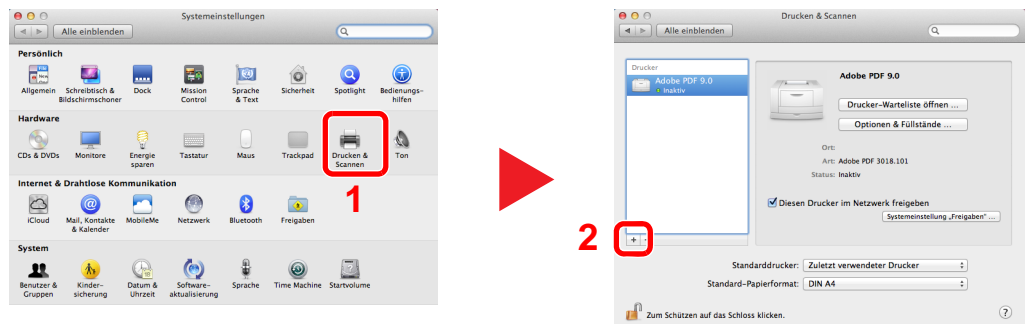 Systemeinstellungen
Alle einblenden
Persönlich
Allgemein
Schreibtisch &
Bildschirmschoner
Dock
Mission
Control
Sprache
& Text
Sicherheit
Spotlight
Bedienungs-
hilfen
Hardware
CDs & DVDs
Monitore
Energie
sparen
Tastatur
Maus
Trackpad
Drucken &
Scannen
Ton
1
Internet & Drahtlose Kommunikation
iCloud
Mail, Kontakte
& Kalender
MobileMe
Netzwerk
Bluetooth
Freigaben
System
Benutzer &
Gruppen
Kinder-
sicherung
Datum &
Uhrzeit
Software-
aktualisierung
Sprache
Time Machine
Startvolume
Drucken & Scannen
Alle einblenden
Drucker
Adobe PDF 9.0
Inaktiv
Adobe PDF 9.0
Drucker-Warteliste öffnen ...
Optionen & Füllstände ...
Ort:
Art: Adobe PDF 3018.101
Status: Inaktiv
Diesen Drucker im Netzwerk freigeben
Systemeinstellung „Freigaben“ ...
2
+ -
Standarddrucker: Zuletzt verwendeter Drucker
Standard-Papierformat: DIN A4
Zum Schützen auf das Schloss klicken.
?